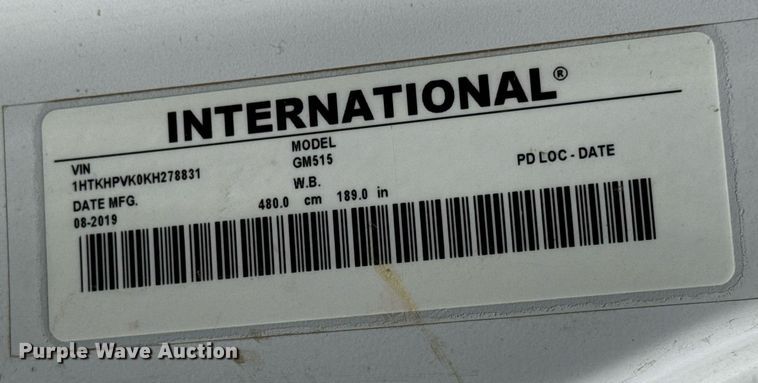 INTERNATIONAL®
VIN
1HTKHPVK0KH278831
MODEL
GM515
PD LOC - DATE
DATE MFG.
08-2019
W.B.
480.0 cm 189.0 in
Purple Wave Auction